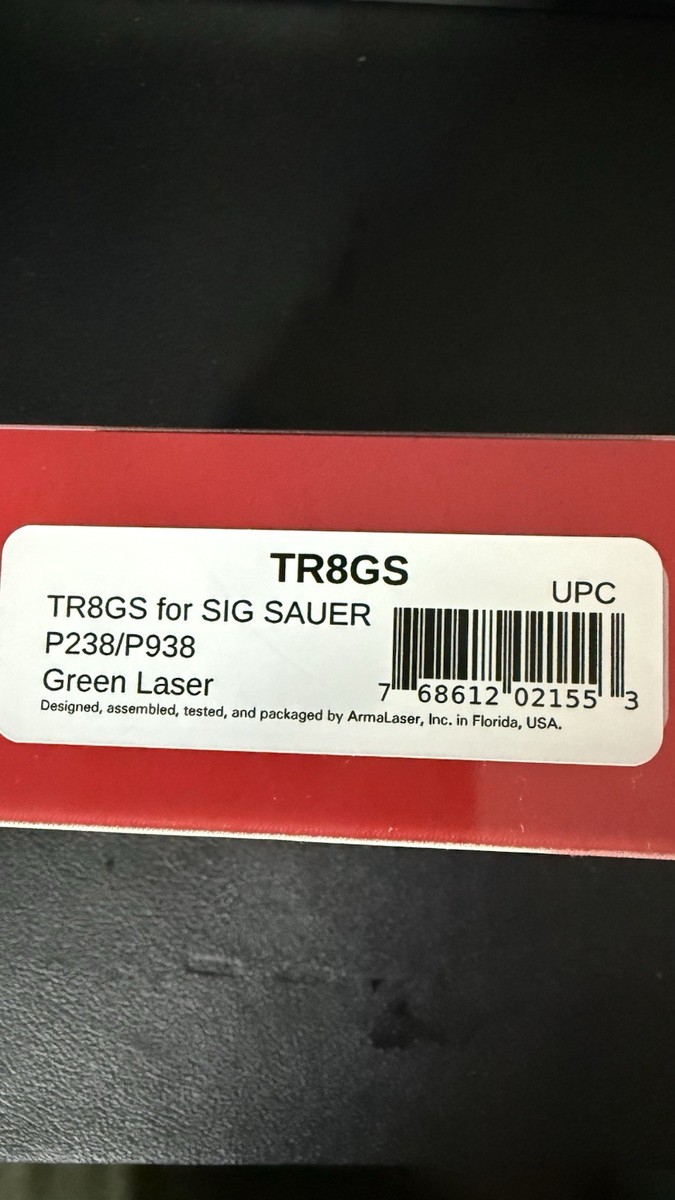 TR8GS
UPC
TR8GS for SIG SAUER
P238/P938
Green Laser
7 68612 02155 3
Designed, assembled, tested, and packaged by ArmaLaser, Inc. in Florida, USA.